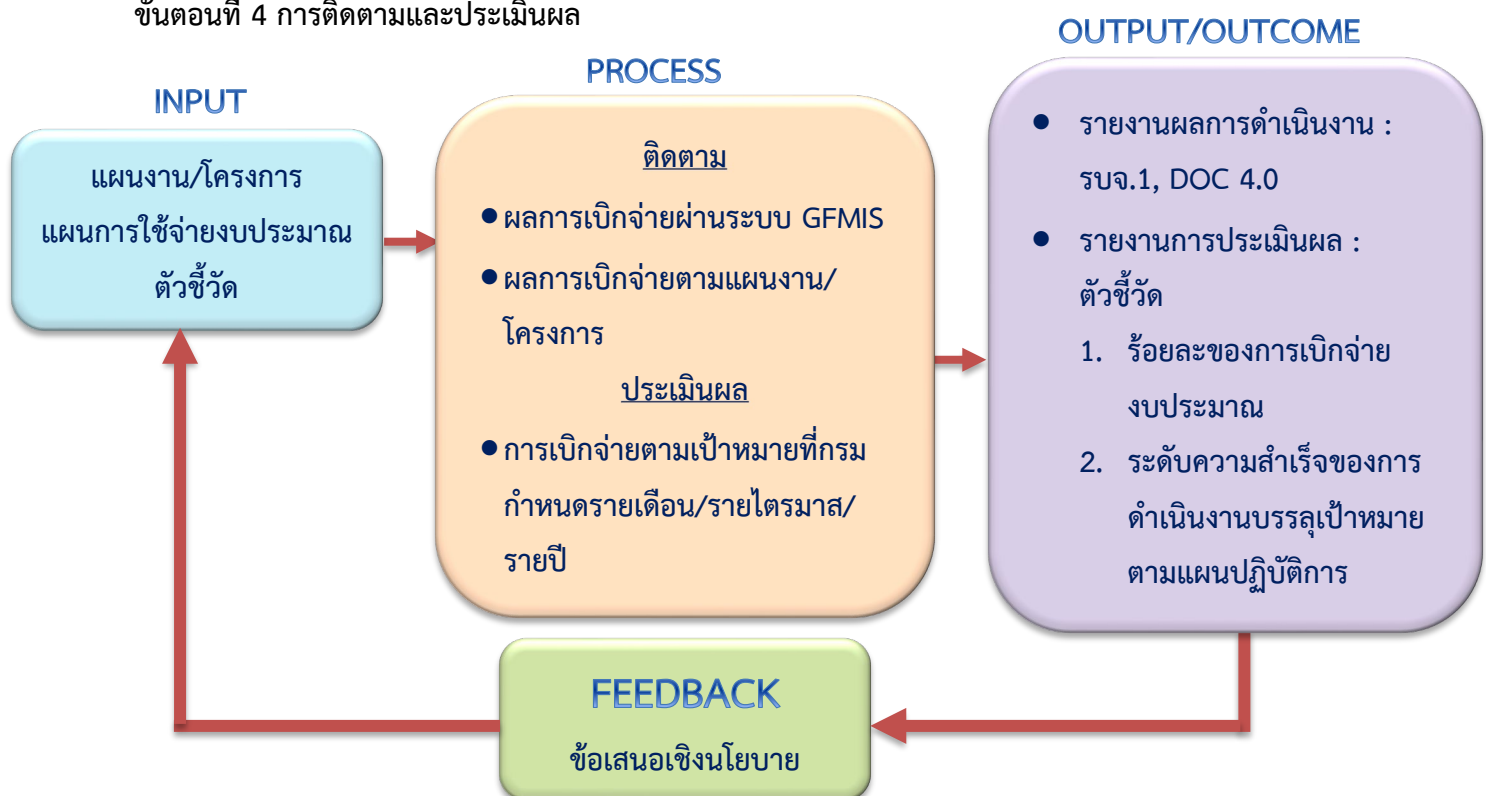 ขั้นตอนที่ 4 การติดตามและประเมินผล
INPUT
แผนงาน/โครงการ
แผนการใช้จ่ายงบประมาณ
ตัวชี้วัด
PROCESS
ติดตาม
● ผลการเบิกจ่ายผ่านระบบ GFMIS
● ผลการเบิกจ่ายตามแผนงาน/
โครงการ
ประเมินผล
● การเบิกจ่ายตามเป้าหมายที่กรม
กำหนดรายเดือน/รายไตรมาส/
รายปี
OUTPUT/OUTCOME
● รายงานผลการดำเนินงาน :
รบจ.1, DOC 4.0
● รายงานการประเมินผล :
ตัวชี้วัด
1. ร้อยละของการเบิกจ่าย
งบประมาณ
2. ระดับความสำเร็จของการ
ดำเนินงานบรรลุเป้าหมาย
ตามแผนปฏิบัติการ
FEEDBACK
ข้อเสนอเชิงนโยบาย